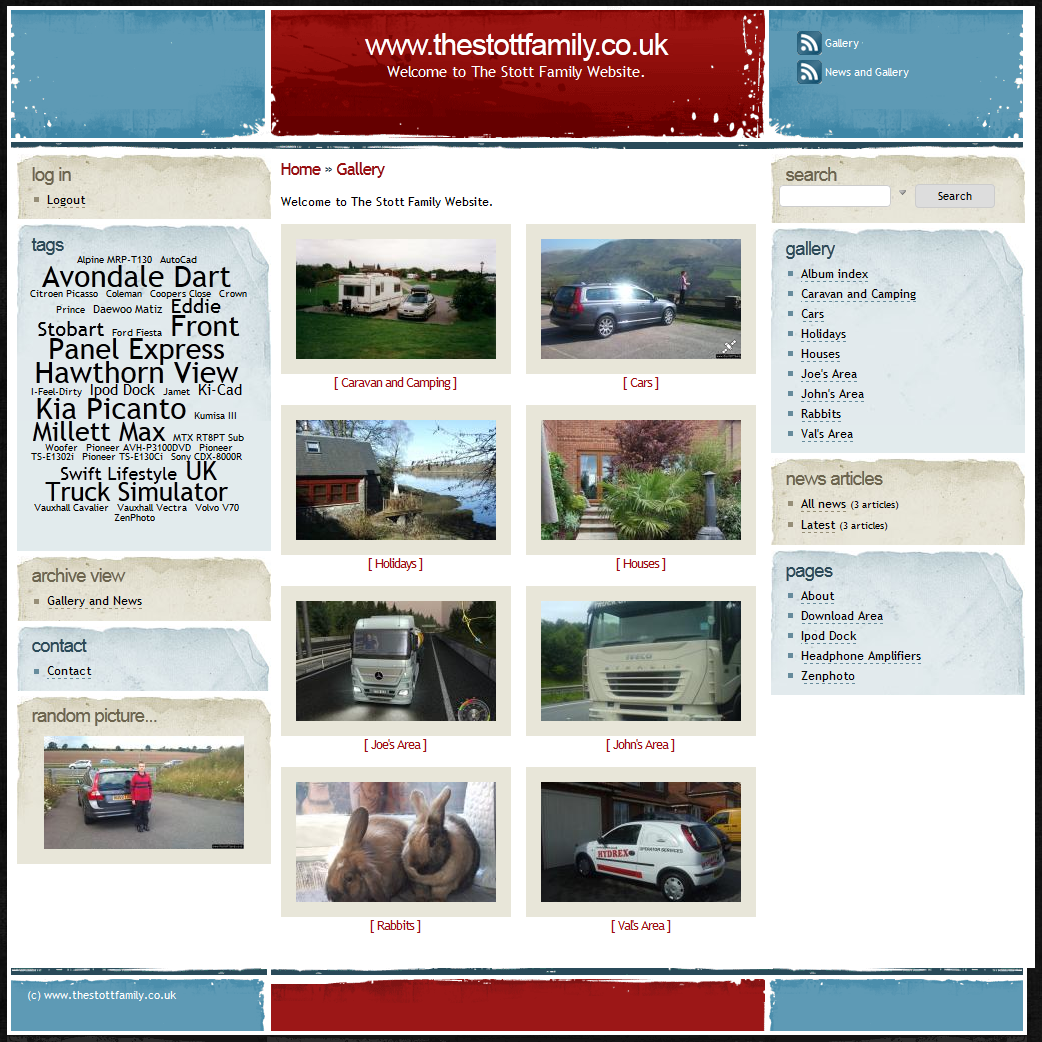 www.thestottfamily.co.uk
Welcome to The Stott Family Website.
Gallery
News and Gallery
log in
Logout
tags
Alpine MRP-T130 AutoCad
Avondale Dart
Citroen Picasso Coleman Coopers Close Crown
Prince Daewoo Matiz Eddie
Stobart Ford Fiesta Front
Panel Express
Hawthorn View
I-Feel-Dirty Ipod Dock Jamet Ki-Cad
Kia Picanto Kumisa III
Millett Max MTX RT8PT Sub
Woofer Pioneer AVH-P3100DVD Pioneer
TS-E1302i Pioneer TS-E130Ci Sony CDX-8000R
Swift Lifestyle UK
Truck Simulator
Vauxhall Cavalier Vauxhall Vectra Volvo V70
ZenPhoto
archive view
Gallery and News
contact
Contact
random picture...
Home » Gallery
Welcome to The Stott Family Website.
[ Caravan and Camping ]
[ Cars ]
[ Holidays ]
[ Houses ]
[ Joe's Area ]
IVECO
[ John's Area ]
[ Rabbits ]
HYDREX
OPERATOR SERVICES
[ Val's Area ]
search
Search
gallery
Album index
Caravan and Camping
Cars
Holidays
Houses
Joe's Area
John's Area
Rabbits
Val's Area
news articles
All news (3 articles)
Latest (3 articles)
pages
About
Download Area
Ipod Dock
Headphone Amplifiers
Zenphoto
(c) www.thestottfamily.co.uk